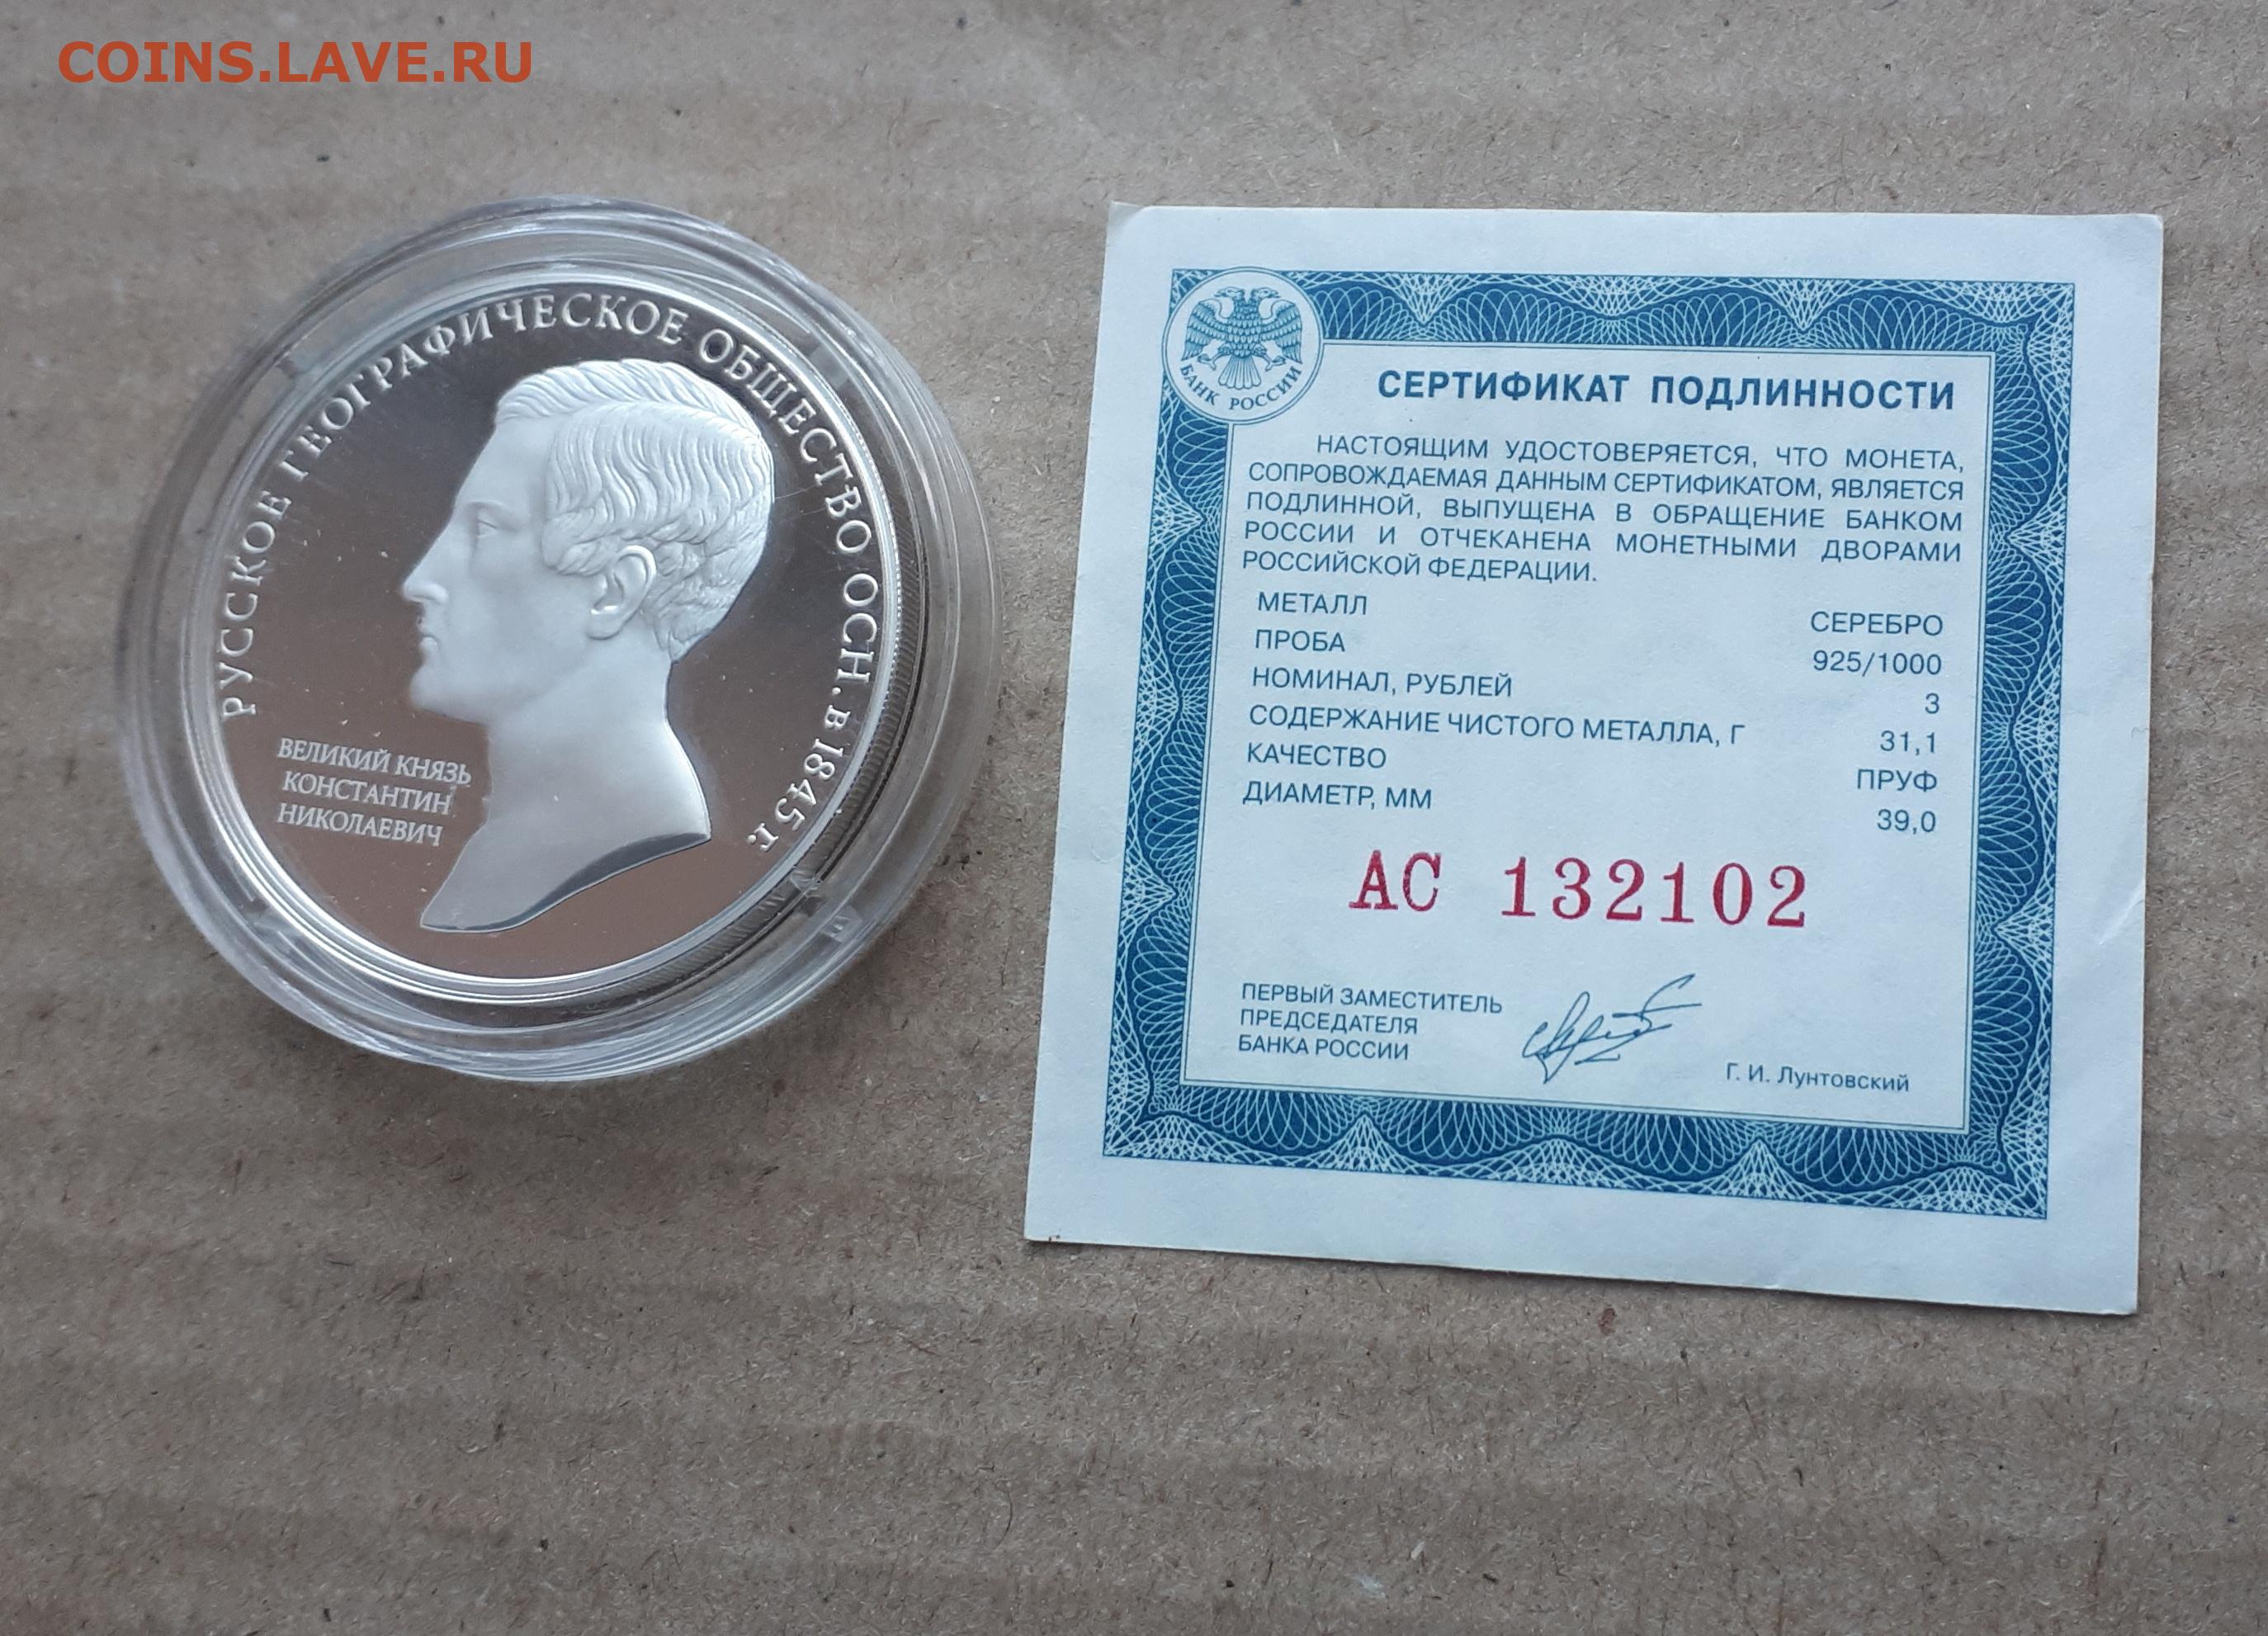 COINS.LAVE.RU
РУССКОЕ ГЕОГРАФИЧЕСКОЕ ОБЩЕСТВО ОСН. В 1845 Г.
ВЕЛИКИЙ КНЯЗЬ
КОНСТАНТИН
НИКОЛАЕВИЧ
БАНК РОССИИ
СЕРТИФИКАТ ПОДЛИННОСТИ
НАСТОЯЩИМ УДОСТОВЕРЯЕТСЯ, ЧТО МОНЕТА,
СОПРОВОЖДАЕМАЯ ДАННЫМ СЕРТИФИКАТОМ, ЯВЛЯЕТСЯ
ПОДЛИННОЙ, ВЫПУЩЕНА В ОБРАЩЕНИЕ БАНКОМ
РОССИИ И ОТЧЕКАНЕНА МОНЕТНЫМИ ДВОРАМИ
РОССИЙСКОЙ ФЕДЕРАЦИИ.
МЕТАЛЛ СЕРЕБРО
ПРОБА 925/1000
НОМИНАЛ, РУБЛЕЙ 3
СОДЕРЖАНИЕ ЧИСТОГО МЕТАЛЛА, Г 31,1
КАЧЕСТВО ПРУФ
ДИАМЕТР, ММ 39,0
АС 132102
ПЕРВЫЙ ЗАМЕСТИТЕЛЬ
ПРЕДСЕДАТЕЛЯ
БАНКА РОССИИ
Г. И. Лунтовский